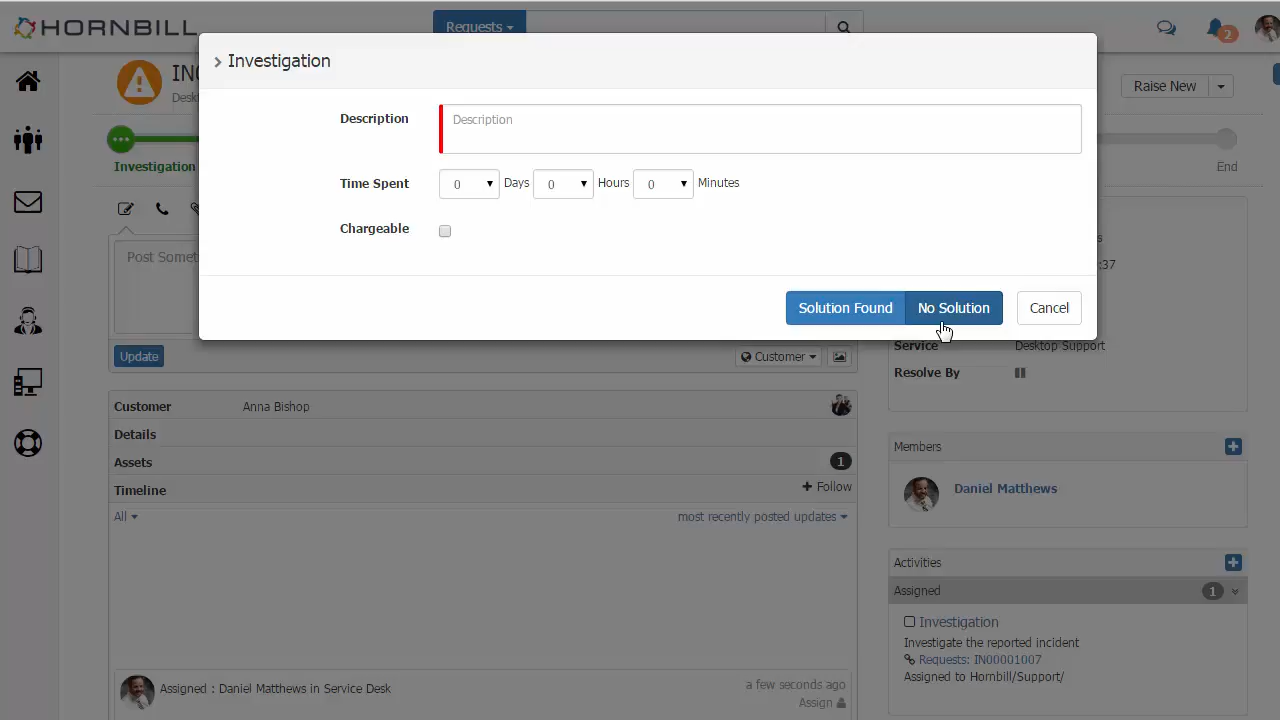 HORNBILL
Requests
2
Investigation
IN
Desk
Raise New
Description
Description
Investigation
End
Time Spent
0
Days
0
Hours
0
Minutes
Chargeable
Post Somet
s
:37
Solution Found
No Solution
Cancel
Update
Customer
Service
Desktop Support
Resolve By
Customer
Anna Bishop
Details
Assets
1
Timeline
+ Follow
All
most recently posted updates
Members
Daniel Matthews
Activities
Assigned
1
Investigation
Investigate the reported incident
Requests: IN00001007
Assigned to Hornbill/Support/
Assigned : Daniel Matthews in Service Desk
a few seconds ago
Assign